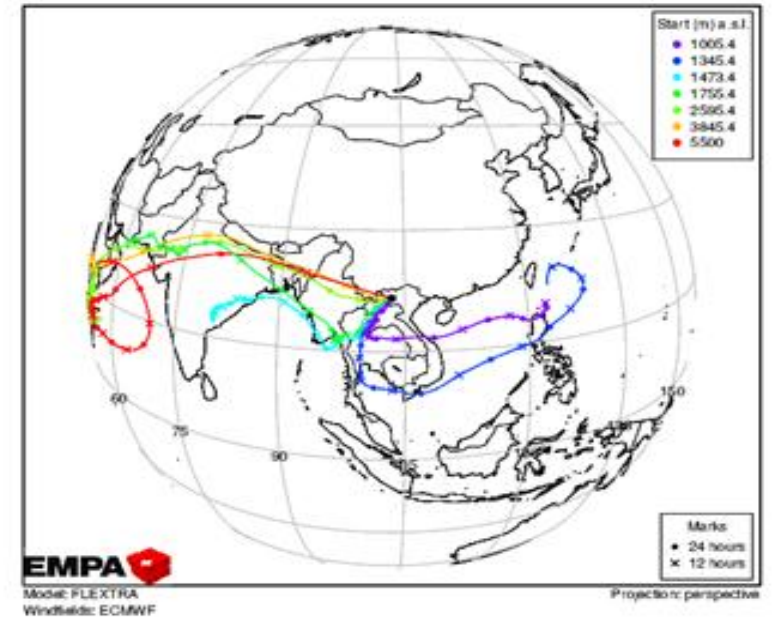 Start (m) a.s.l.
1005.4
1345.4
1473.4
1755.4
2595.4
3845.4
5500
150
60
75
90
Marks
24 hours
12 hours
EMPA
Model: FLEXTRA
Projection: perspective
Windfields: ECMWF